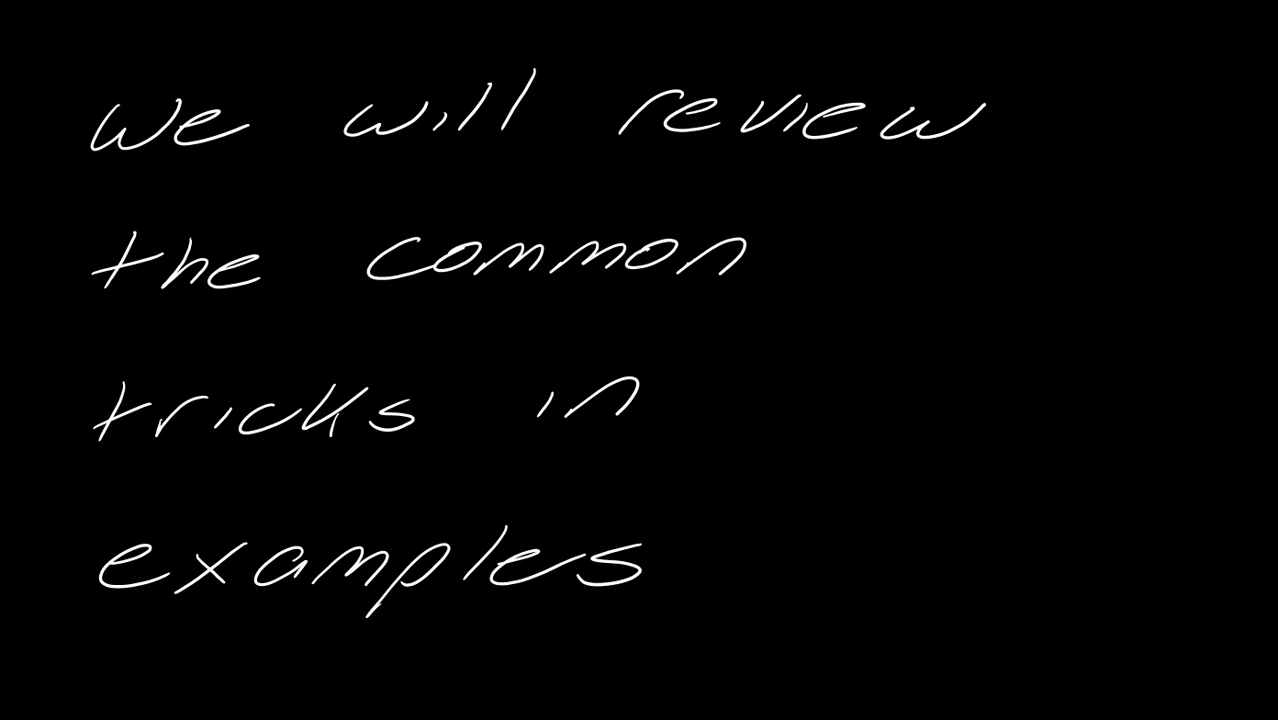 we will review
the common
tricks in
examples